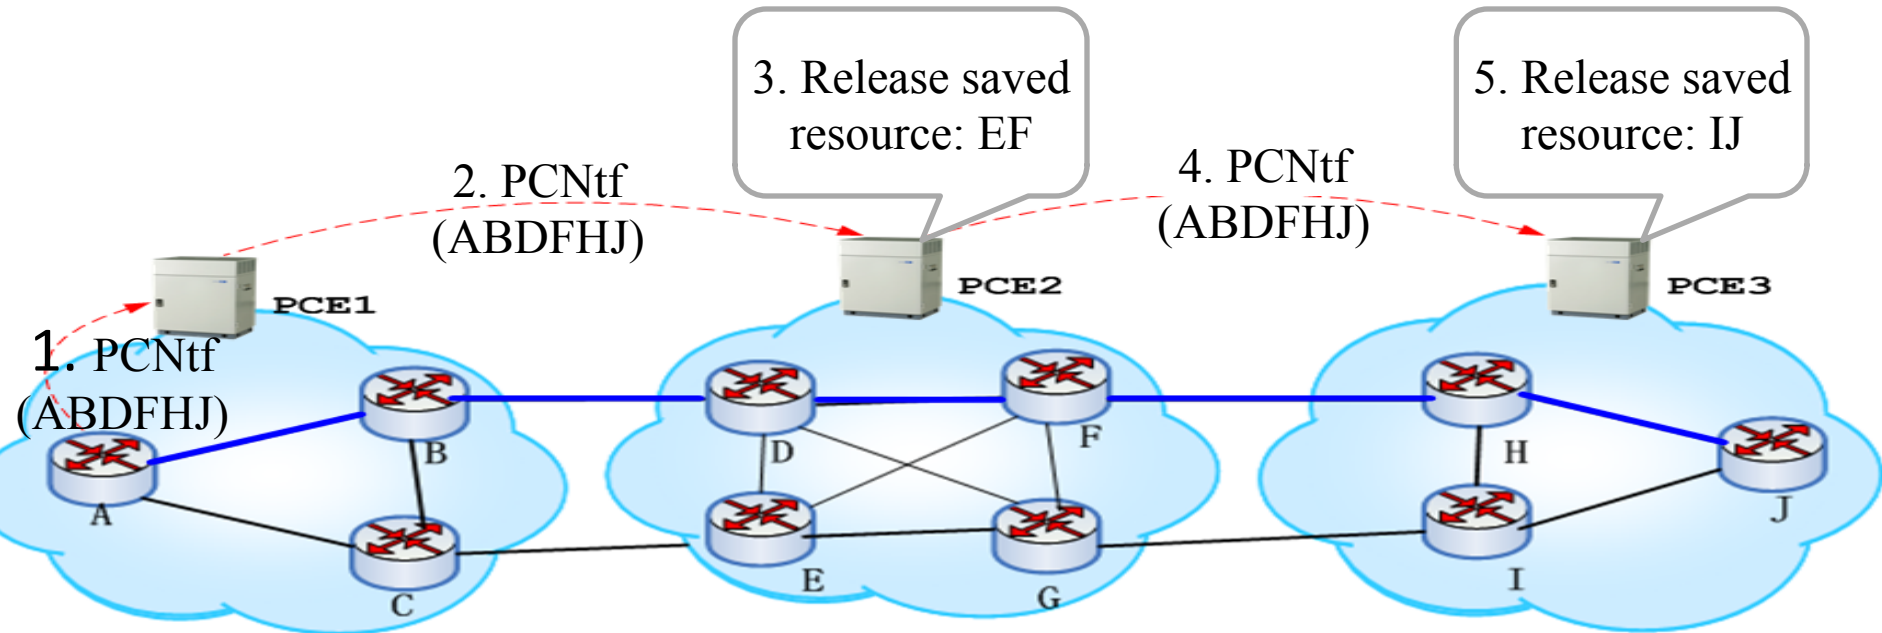 3. Release saved
resource: EF
5. Release saved
resource: IJ
2. PCNtf
(ABDFHJ)
4. PCNtf
(ABDFHJ)
PCE1
PCE2
PCE3
1. PCNtf
(ABDFHJ)
A
B
C
D
E
F
G
H
I
J